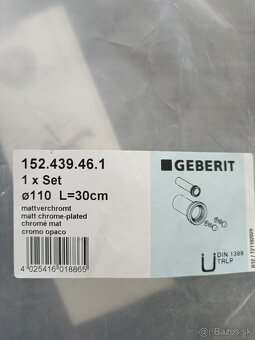 152.439.46.1
1 x Set
ø110 L=30cm
mattverchromt
matt chrome-plated
chromé mat
cromo opaco
GEBERIT
DIN 1389
TRLP
4 025416 018865
Bazos.sk